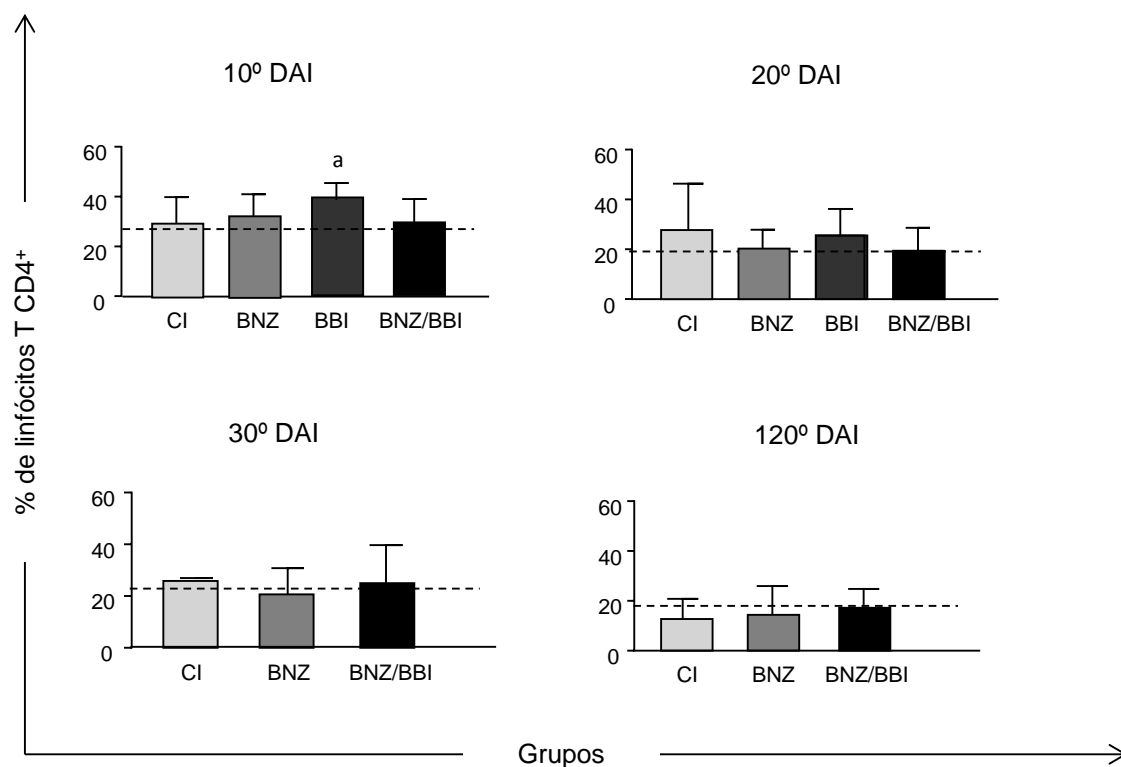 % de linfócitos T CD4⁺
10º DAI
60
40
20
0
a
CI BNZ BBI BNZ/BBI
20º DAI
60
40
20
0
CI BNZ BBI BNZ/BBI
30º DAI
60
40
20
0
CI BNZ BNZ/BBI
120º DAI
60
40
20
0
CI BNZ BNZ/BBI
Grupos